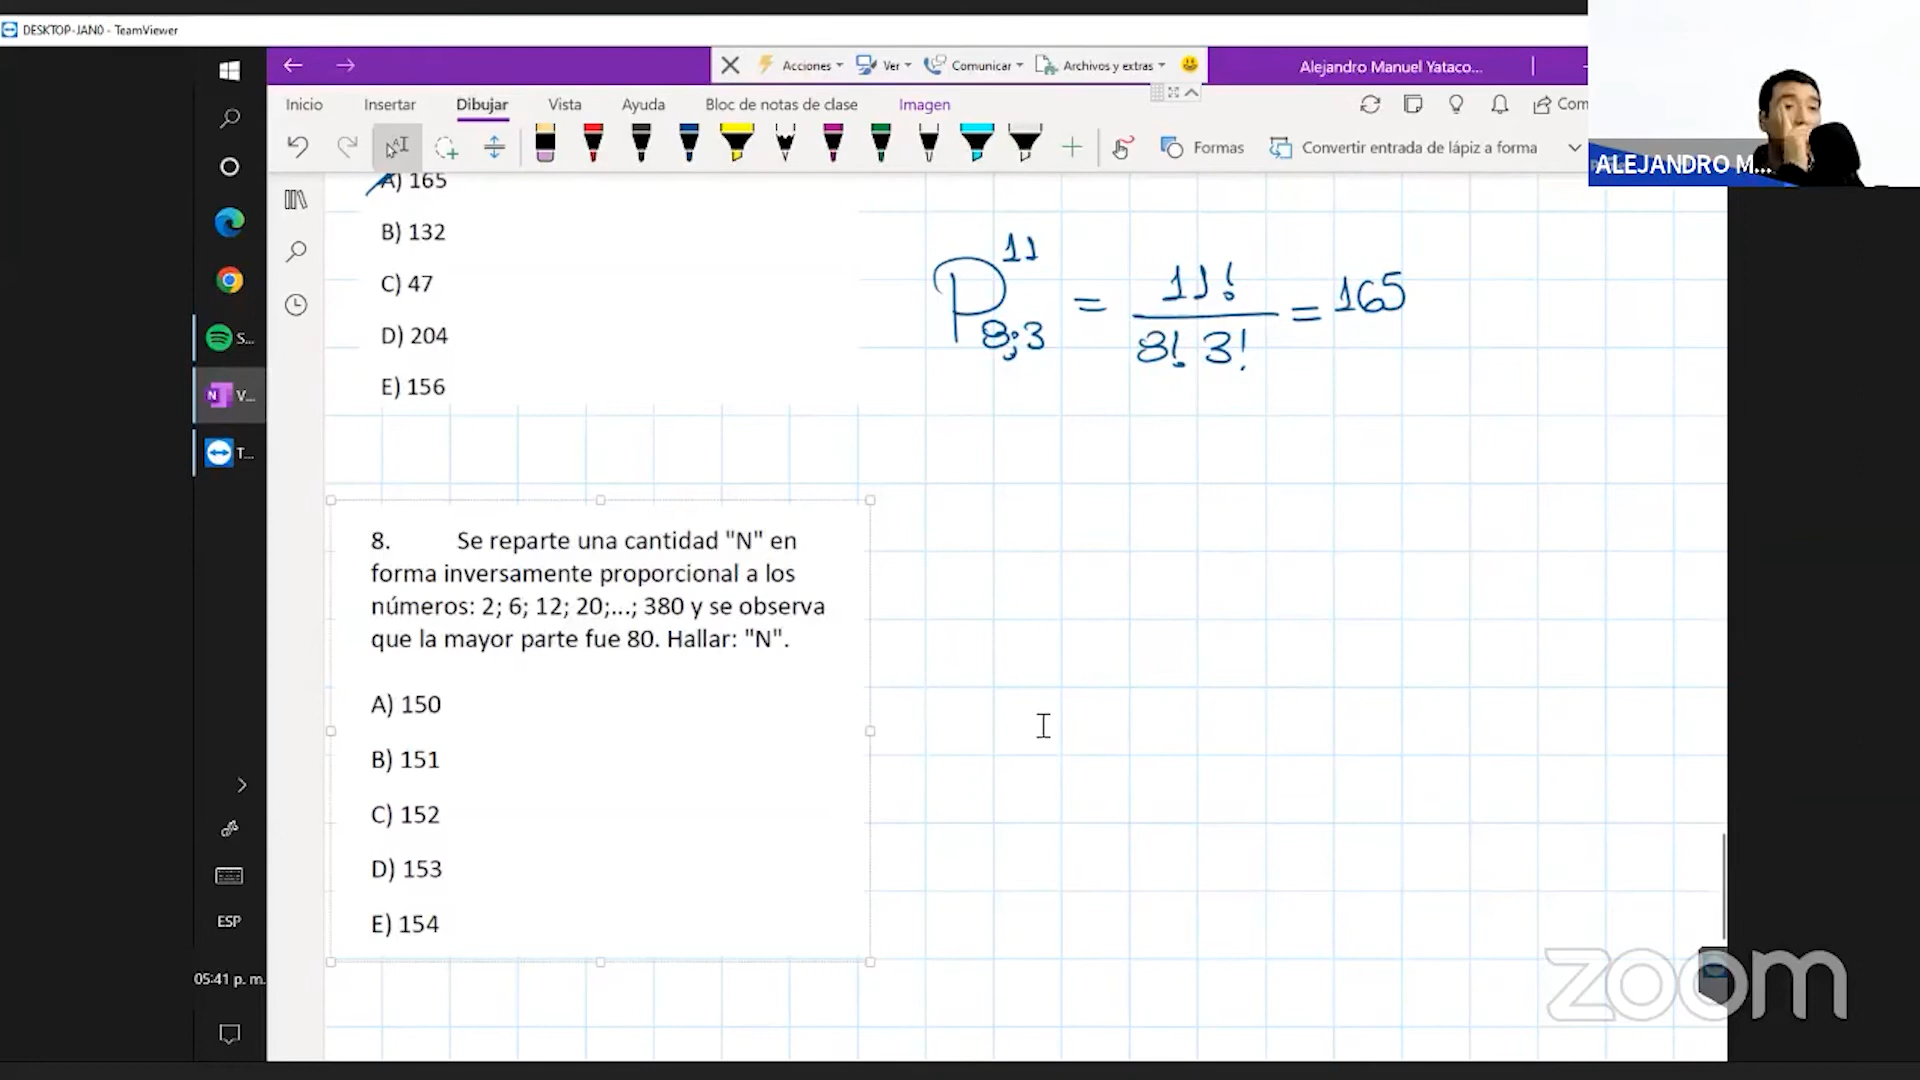 DESKTOP-JAN0 - TeamViewer
Acciones
Ver
Comunicar
Archivos y extras
Alejandro Manuel Yataco...
Inicio
Insertar
Dibujar
Vista
Ayuda
Bloc de notas de clase
Imagen
Com
Formas
Convertir entrada de lápiz a forma
ALEJANDRO M...
A) 165
B) 132
C) 47
D) 204
E) 156
P 11 8;3 = 11! / 8! 3! = 165
S...
V...
T...
8. Se reparte una cantidad "N" en
forma inversamente proporcional a los
números: 2; 6; 12; 20;...; 380 y se observa
que la mayor parte fue 80. Hallar: "N".
A) 150
B) 151
C) 152
D) 153
E) 154
ESP
05:41 p. m.
zoom